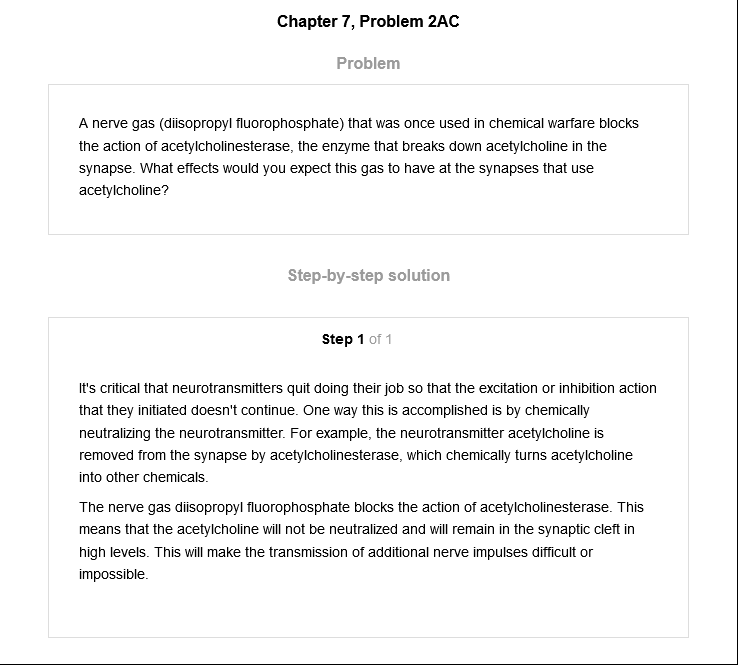 Chapter 7, Problem 2AC
Problem
A nerve gas (diisopropyl fluorophosphate) that was once used in chemical warfare blocks
the action of acetylcholinesterase, the enzyme that breaks down acetylcholine in the
synapse. What effects would you expect this gas to have at the synapses that use
acetylcholine?
Step-by-step solution
Step 1 of 1
It's critical that neurotransmitters quit doing their job so that the excitation or inhibition action
that they initiated doesn't continue. One way this is accomplished is by chemically
neutralizing the neurotransmitter. For example, the neurotransmitter acetylcholine is
removed from the synapse by acetylcholinesterase, which chemically turns acetylcholine
into other chemicals.
The nerve gas diisopropyl fluorophosphate blocks the action of acetylcholinesterase. This
means that the acetylcholine will not be neutralized and will remain in the synaptic cleft in
high levels. This will make the transmission of additional nerve impulses difficult or
impossible.